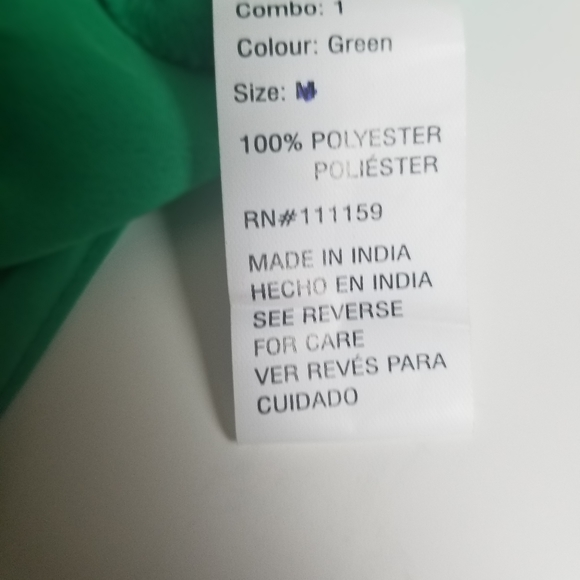 Combo: 1
Colour: Green
Size: M
100% POLYESTER
POLIÉSTER
RN#111159
MADE IN INDIA
HECHO EN INDIA
SEE REVERSE
FOR CARE
VER REVÉS PARA
CUIDADO